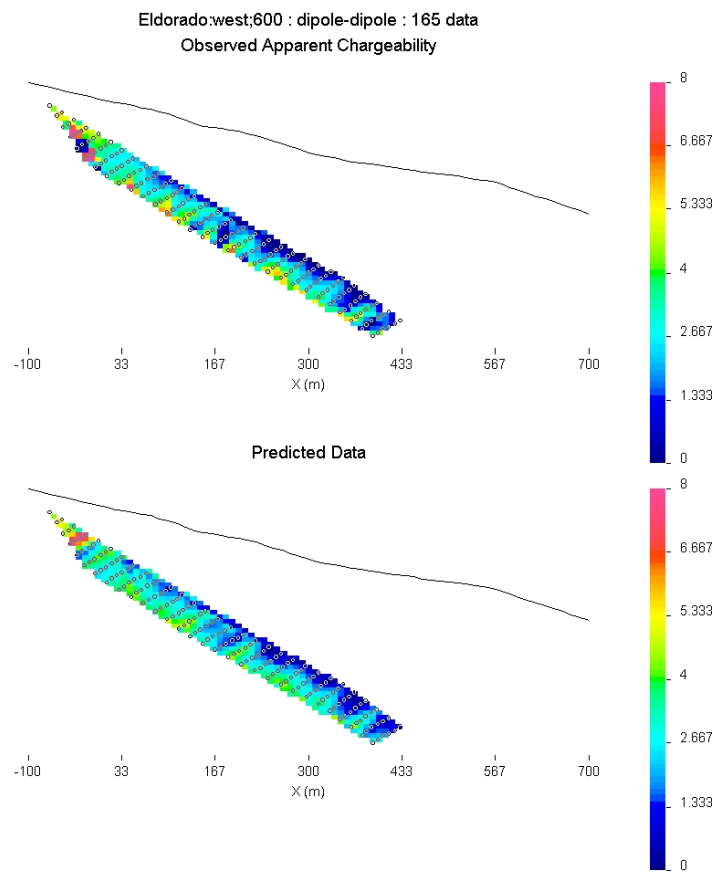 Eldorado:west;600 : dipole-dipole : 165 data
Observed Apparent Chargeability
8
6.667
5.333
4
2.667
1.333
0
-100 33 167 300 433 567 700
X (m)
Predicted Data
8
6.667
5.333
4
2.667
1.333
0
-100 33 167 300 433 567 700
X (m)